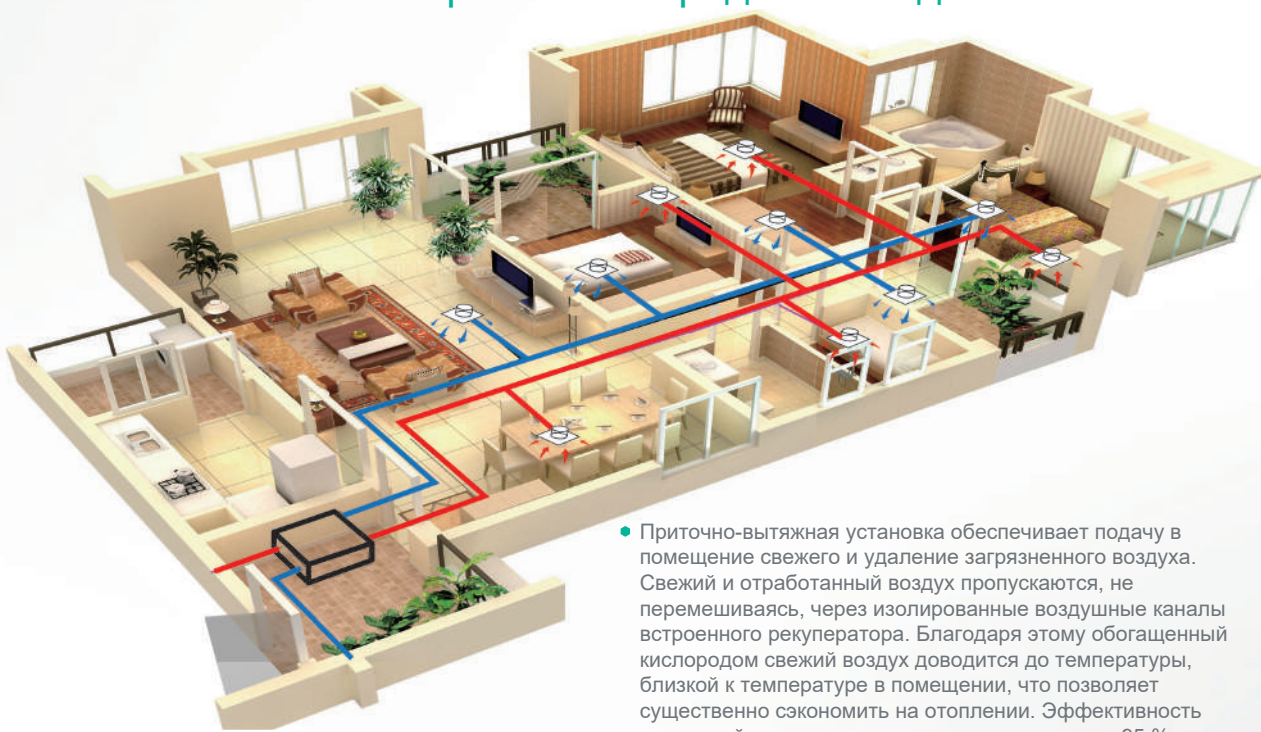 Приточно-вытяжная установка обеспечивает подачу в
помещение свежего и удаление загрязненного воздуха.
Свежий и отработанный воздух пропускаются, не
перемешиваясь, через изолированные воздушные каналы
встроенного рекуператора. Благодаря этому обогащенный
кислородом свежий воздух доводится до температуры,
близкой к температуре в помещении, что позволяет
существенно сэкономить на отоплении. Эффективность